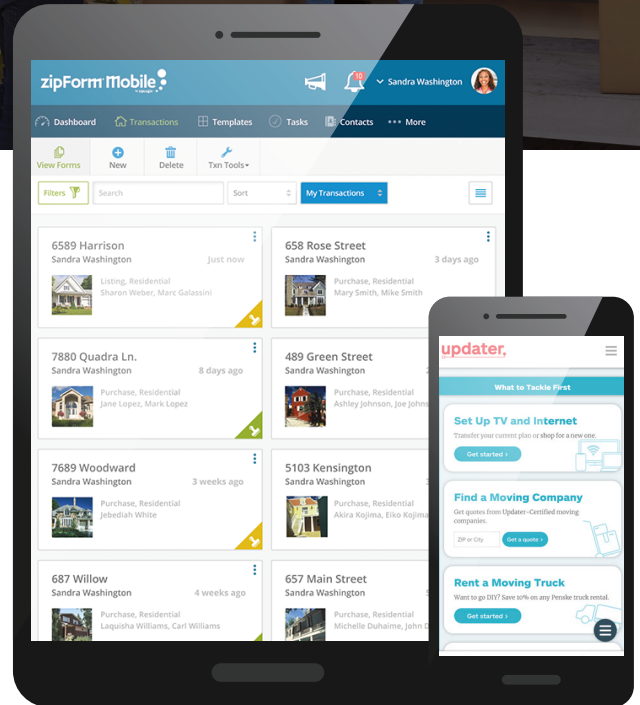 zipForm Mobile
10
Sandra Washington
Dashboard
Transactions
Templates
Tasks
Contacts
More
View Forms
New
Delete
Txn Tools
Filters
Search
Sort
My Transactions
6589 Harrison
Sandra Washington
Just now
Listing, Residential
Sharon Weber, Marc Galassini
658 Rose Street
Sandra Washington
3 days ago
Purchase, Residential
Mary Smith, Mike Smith
7880 Quadra Ln.
Sandra Washington
8 days ago
Purchase, Residential
Jane Lopez, Mark Lopez
489 Green Street
Sandra Washington
Purchase, Residential
Ashley Johnson, Joe Johns
7689 Woodward
Sandra Washington
3 weeks ago
Purchase, Residential
Jebediah White
5103 Kensington
Sandra Washington
Purchase, Residential
Akira Kojima, Eiko Kojima
687 Willow
Sandra Washington
4 weeks ago
Purchase, Residential
Laquisha Williams, Carl Williams
657 Main Street
Sandra Washington
Purchase, Residential
Michelle Duhaime, John D
updater.
What to Tackle First
Set Up TV and Internet
Transfer your current plan or shop for a new one.
Get started ›
Find a Moving Company
Get quotes from Updater-Certified moving
companies.
ZIP or City
Get a quote ›
Rent a Moving Truck
Want to go DIY? Save 10% on any Penske truck rental.
Get started ›